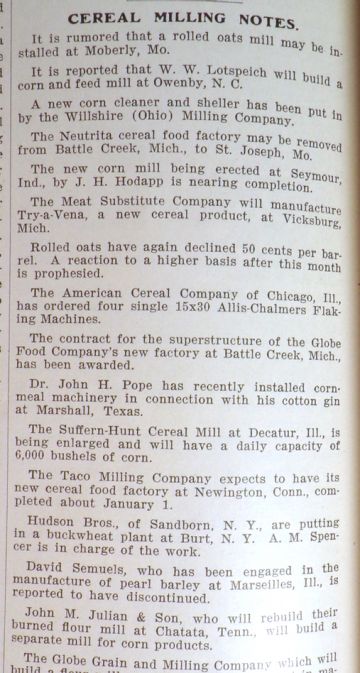 CEREAL MILLING NOTES.
It is rumored that a rolled oats mill may be in-
stalled at Moberly, Mo.
It is reported that W. W. Lotspeich will build a
corn and feed mill at Owenby, N. C.
A new corn cleaner and sheller has been put in
by the Willshire (Ohio) Milling Company.
The Neutrita cereal food factory may be removed
from Battle Creek, Mich., to St. Joseph, Mo.
The new corn mill being erected at Seymour,
Ind., by J. H. Hodapp is nearing completion.
The Meat Substitute Company will manufacture
Try-a-Vena, a new cereal product, at Vicksburg,
Mich.
Rolled oats have again declined 50 cents per bar-
rel. A reaction to a higher basis after this month
is prophesied.
The American Cereal Company of Chicago, Ill.,
has ordered four single 15x30 Allis-Chalmers Flak-
ing Machines.
The contract for the superstructure of the Globe
Food Company's new factory at Battle Creek, Mich.,
has been awarded.
Dr. John H. Pope has recently installed corn-
meal machinery in connection with his cotton gin
at Marshall, Texas.
The Suffern-Hunt Cereal Mill at Decatur, Ill., is
being enlarged and will have a daily capacity of
6,000 bushels of corn.
The Taco Milling Company expects to have its
new cereal food factory at Newington, Conn., com-
pleted about January 1.
Hudson Bros., of Sandborn, N. Y., are putting
in a buckwheat plant at Burt, N. Y. A. M. Spen-
cer is in charge of the work.
David Semuels, who has been engaged in the
manufacture of pearl barley at Marseilles, Ill., is
reported to have discontinued.
John M. Julian & Son, who will rebuild their
burned flour mill at Chatata, Tenn., will build a
separate mill for corn products.
The Globe Grain and Milling Company which will